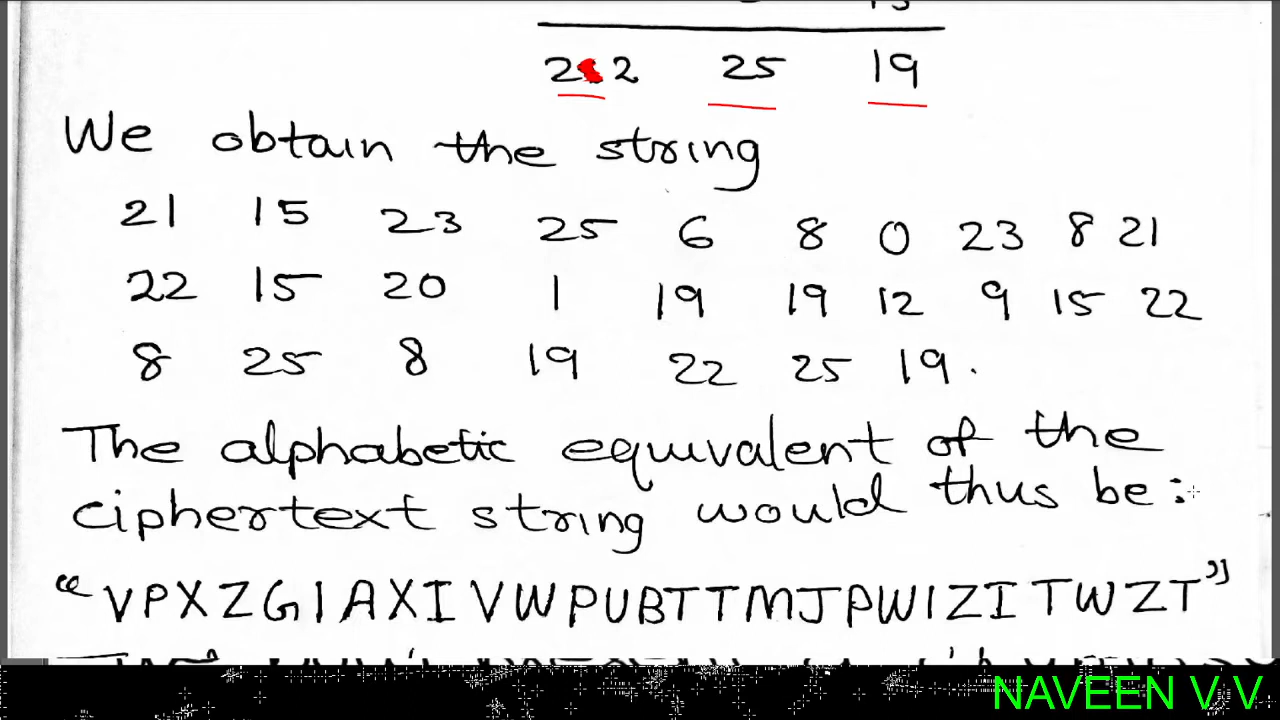 2 2 25 19
We obtain the string
21 15 23 25 6 8 0 23 8 21
22 15 20 1 19 19 12 9 15 22
8 25 8 19 22 25 19.
The alphabetic equivalent of the
ciphertext string would thus be:
"VPXZGIAXIVWPUBTTMJPWIZITWZT"
NAVEEN V V